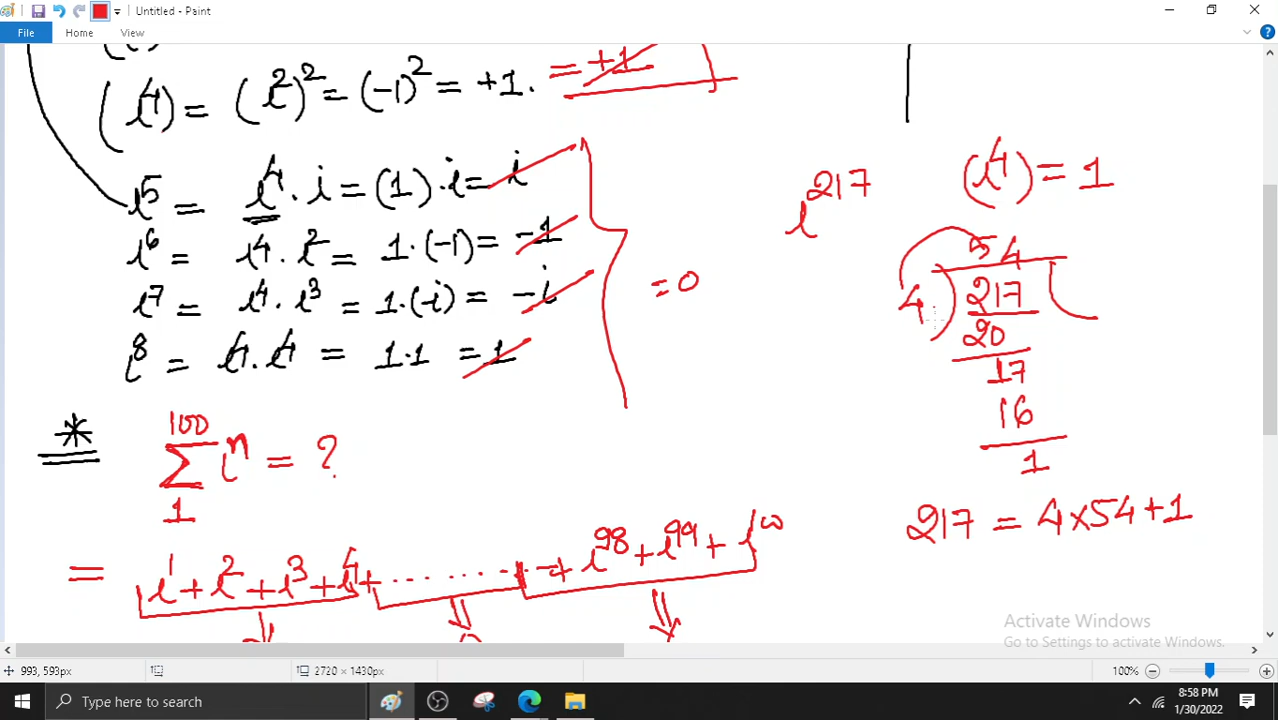 Untitled - Paint
File Home View
= +1
(i⁴) = (i²)² = (-1)² = +1.
i⁵ = i⁴ · i = (1) · i = i
i⁶ = i⁴ · i² = 1 · (-1) = -1
i⁷ = i⁴ · i³ = 1 · (-i) = -i
i⁸ = i⁴ · i⁴ = 1 · 1 = 1
= 0
* 100
Σ iⁿ = ?
1
= i¹ + i² + i³ + i⁴ + ........ + i⁹⁸ + i⁹⁹ + i¹⁰⁰
i²¹⁷ (i⁴) = 1
54
4) 217 (
20
17
16
1
217 = 4×54+1
Activate Windows
Go to Settings to activate Windows.
993, 593px 2720 × 1430px 100%
Type here to search
8:58 PM
1/30/2022